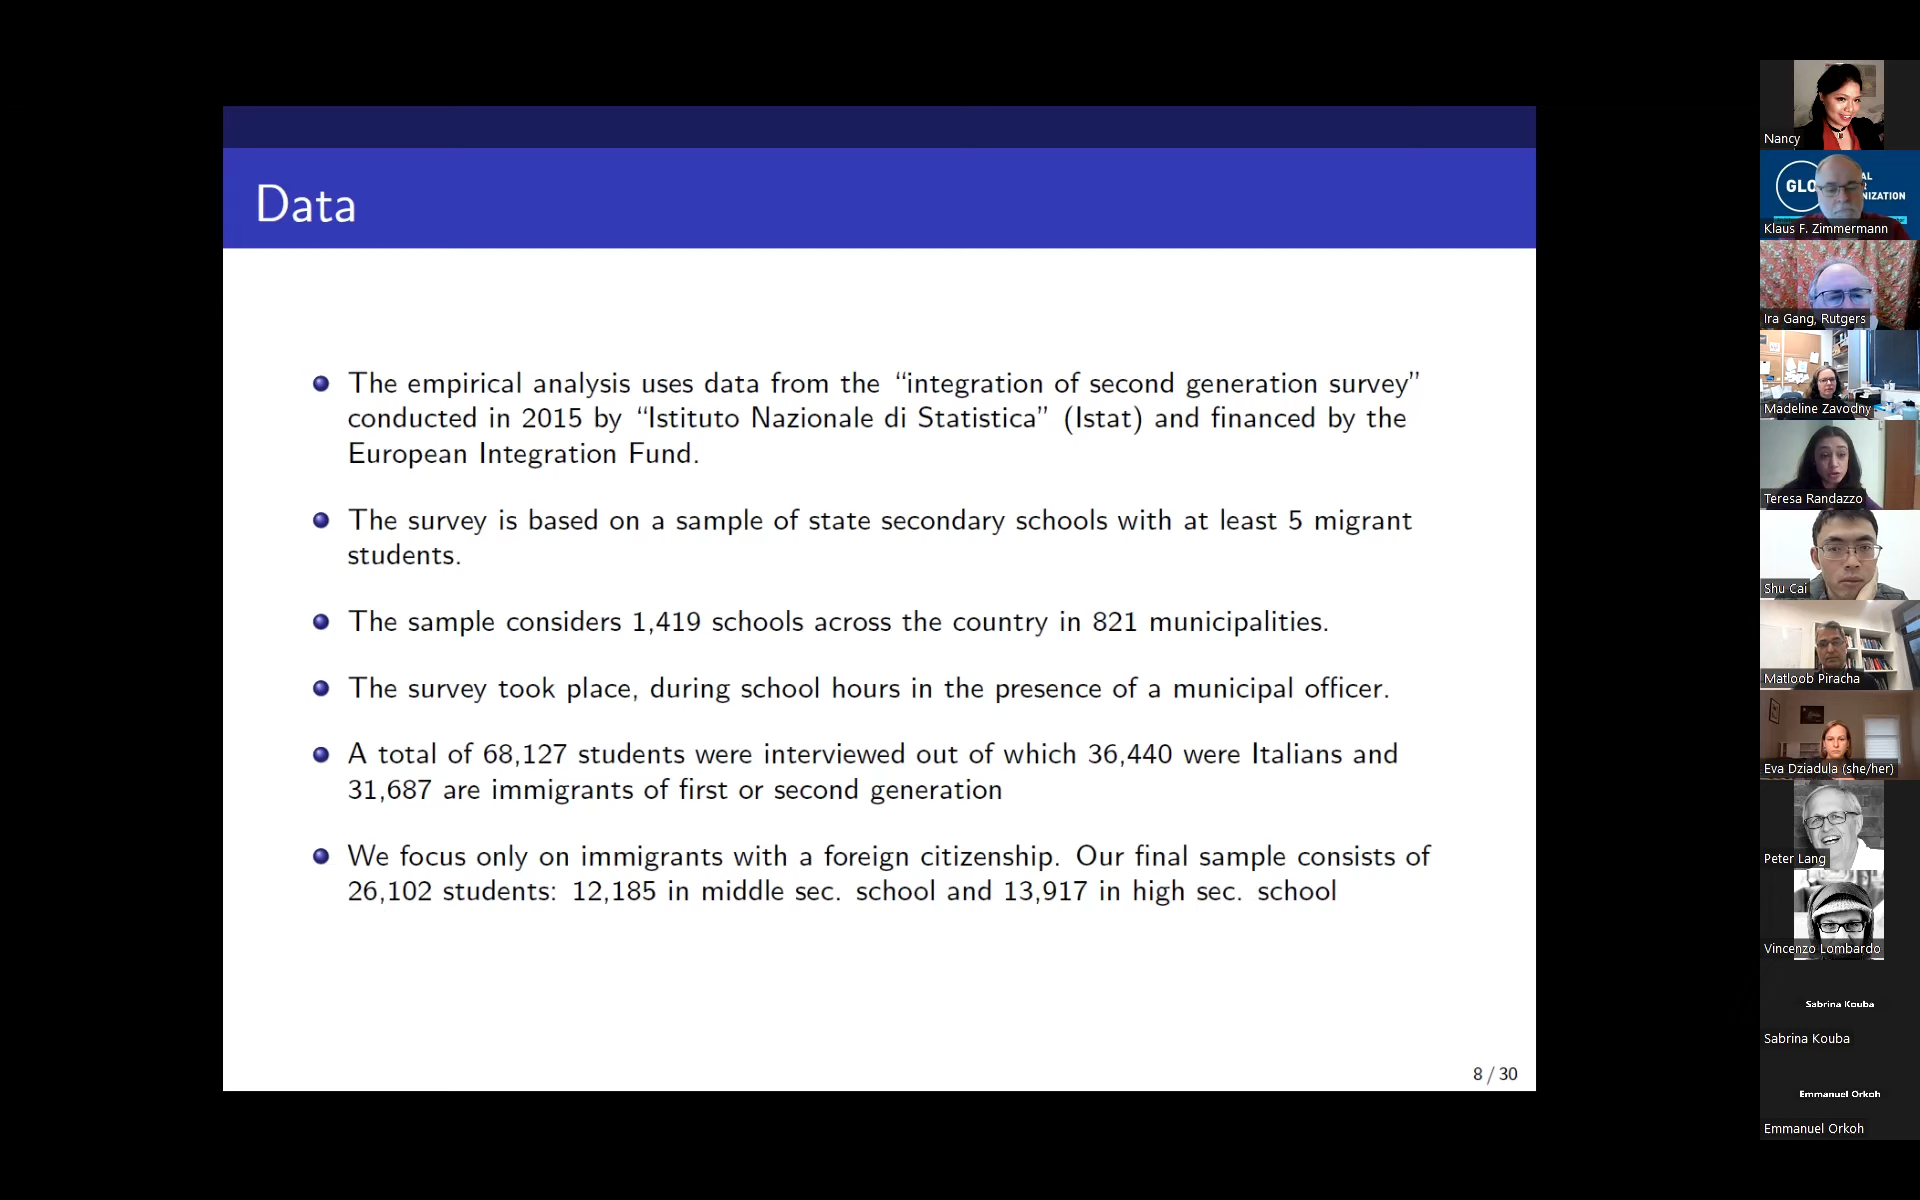 Data
The empirical analysis uses data from the “integration of second generation survey”
conducted in 2015 by “Istituto Nazionale di Statistica” (Istat) and financed by the
European Integration Fund.
The survey is based on a sample of state secondary schools with at least 5 migrant
students.
The sample considers 1,419 schools across the country in 821 municipalities.
The survey took place, during school hours in the presence of a municipal officer.
A total of 68,127 students were interviewed out of which 36,440 were Italians and
31,687 are immigrants of first or second generation
We focus only on immigrants with a foreign citizenship. Our final sample consists of
26,102 students: 12,185 in middle sec. school and 13,917 in high sec. school
8 / 30
Nancy
GLO
AL
NIZATION
Klaus F. Zimmermann
Ira Gang, Rutgers
Madeline Zavodny
Teresa Randazzo
Shu Cai
Matloob Piracha
Eva Dziadula (she/her)
Peter Lang
Vincenzo Lombardo
Sabrina Kouba
Sabrina Kouba
Emmanuel Orkoh
Emmanuel Orkoh